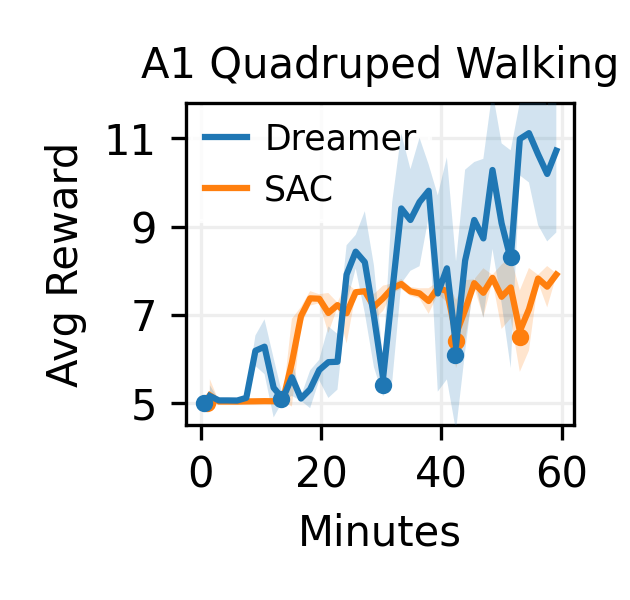 A1 Quadruped Walking
Avg Reward
11
9
7
5
Dreamer
SAC
0 20 40 60
Minutes